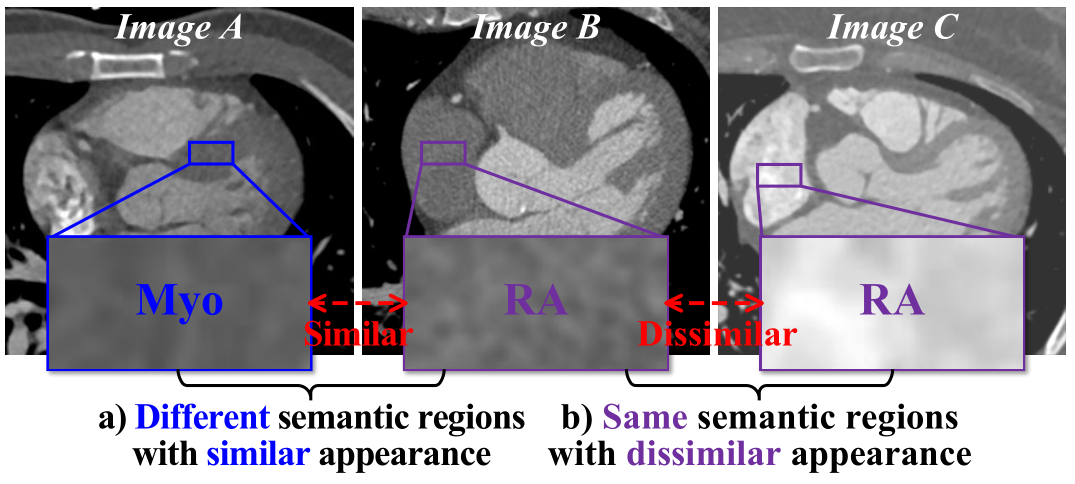 Image A
Image B
Image C
Myo
RA
RA
Similar
Dissimilar
a) Different semantic regions
with similar appearance
b) Same semantic regions
with dissimilar appearance